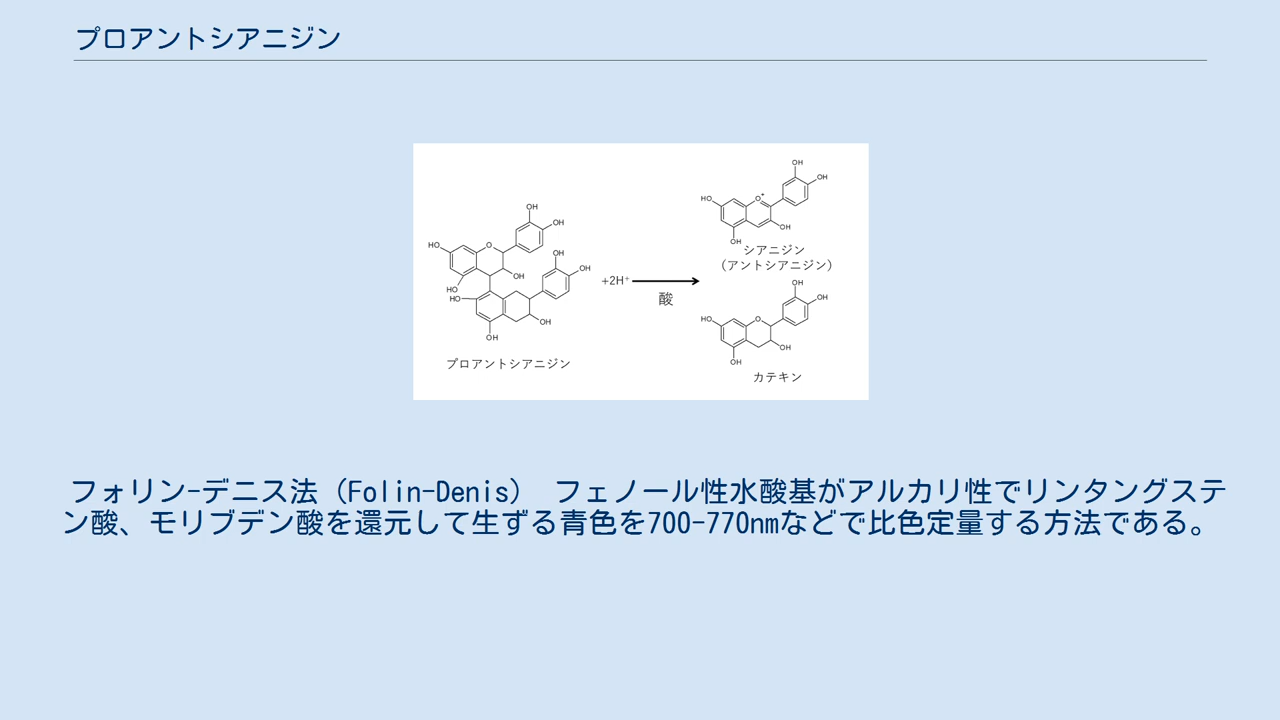 プロアントシアニジン
OH
OH
HO
O
OH
OH
OH
HO
HO
OH
OH
プロアントシアニジン
+2H⁺
酸
OH
OH
HO
O⁺
OH
OH
シアニジン
(アントシアニジン)
OH
OH
HO
O
OH
OH
カテキン
フォリン-デニス法(Folin-Denis) フェノール性水酸基がアルカリ性でリンタングステ
ン酸、モリブデン酸を還元して生ずる青色を700-770nmなどで比色定量する方法である。